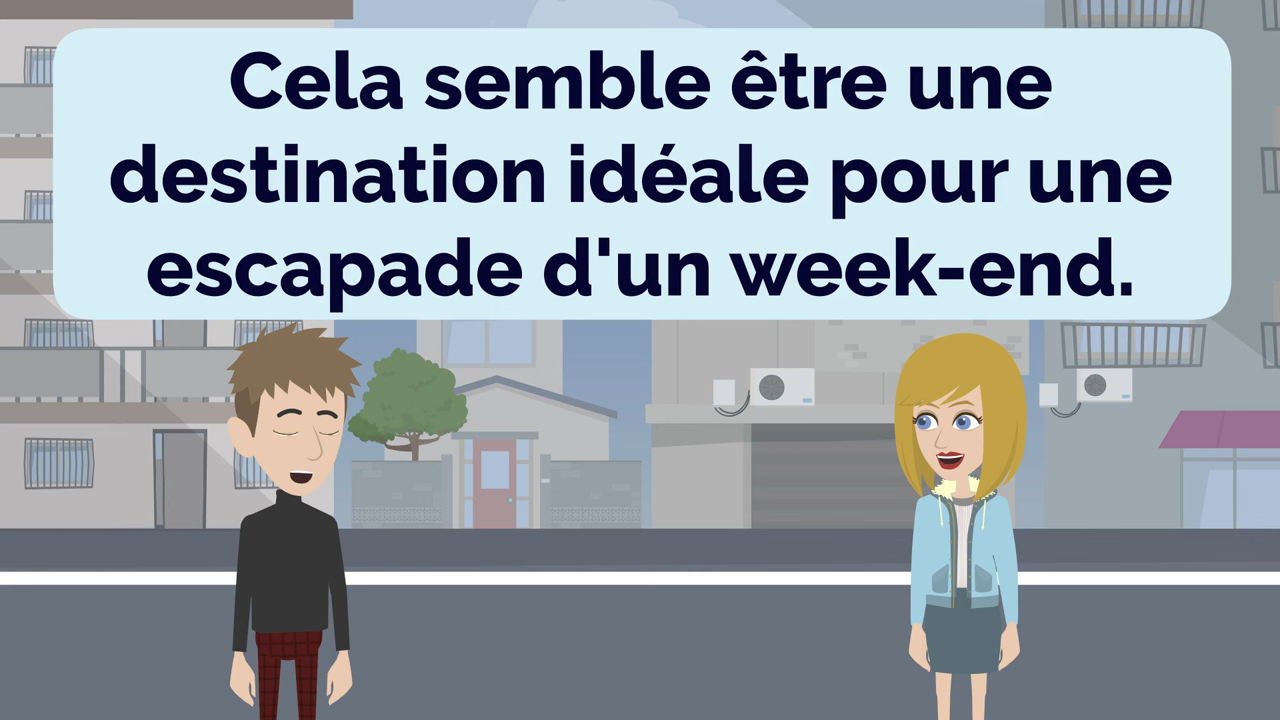 Cela semble être une
destination idéale pour une
escapade d'un week-end.